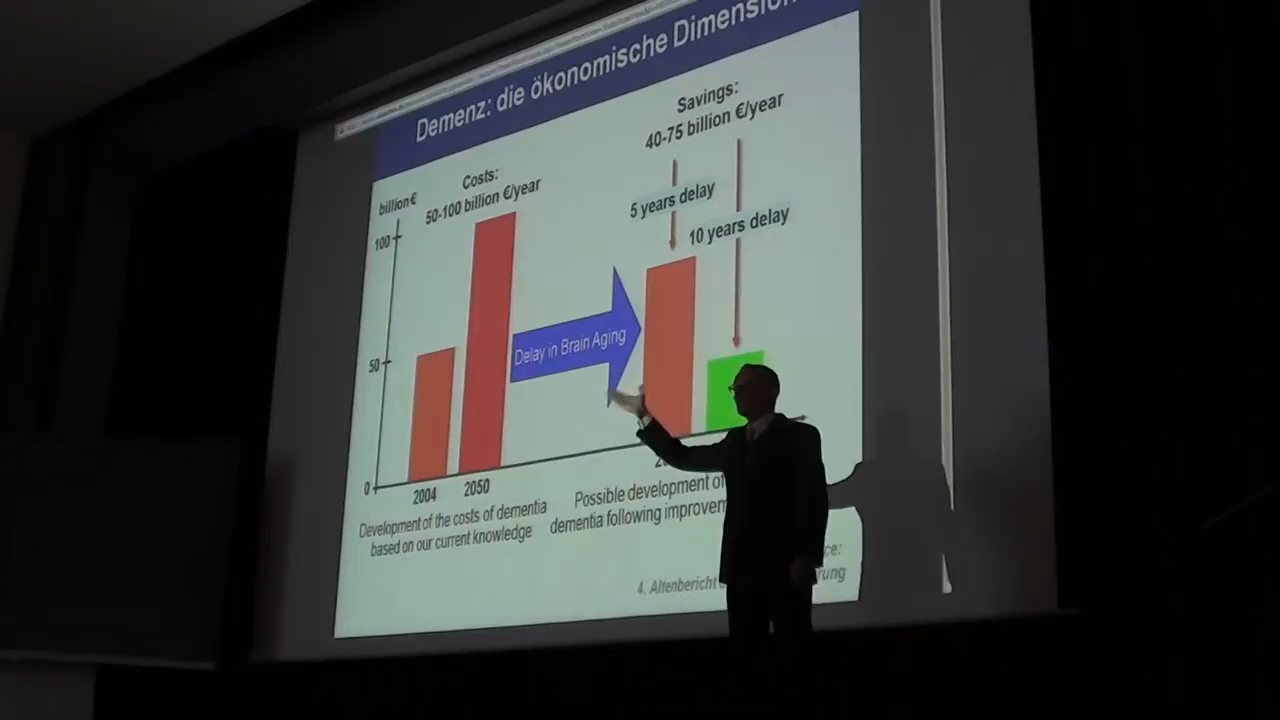 Demenz: die ökonomische Dimension
Savings:
40-75 billion €/year
Costs:
50-100 billion €/year
billion €
100
5 years delay
10 years delay
Delay in Brain Aging
50
0
2004
2050
Development of the costs of dementia
based on our current knowledge
Possible development of
dementia following
4. Altenbericht